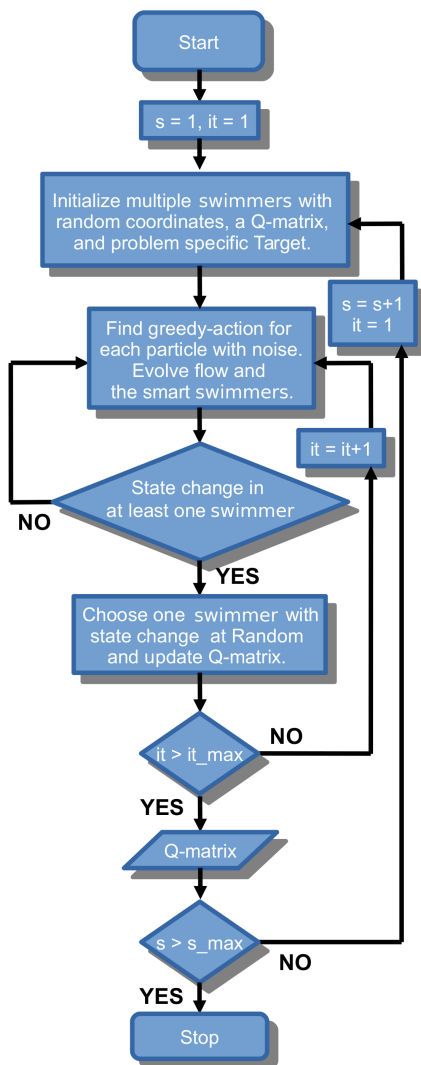 Start
s = 1, it = 1
Initialize multiple swimmers with
random coordinates, a Q-matrix,
and problem specific Target.
s = s+1
it = 1
Find greedy-action for
each particle with noise.
Evolve flow and
the smart swimmers.
it = it+1
State change in
at least one swimmer
NO
YES
Choose one swimmer with
state change at Random
and update Q-matrix.
it > it_max
NO
YES
Q-matrix
s > s_max
NO
YES
Stop